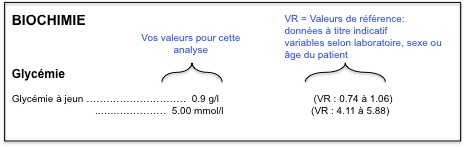 BIOCHIMIE
VR = Valeurs de référence:
données à titre indicatif
variables selon laboratoire, sexe ou
âge du patient
Vos valeurs pour cette
analyse
Glycémie
Glycémie à jeun ………………………… 0.9 g/l (VR : 0.74 à 1.06)
...………………… 5.00 mmol/l (VR : 4.11 à 5.88)